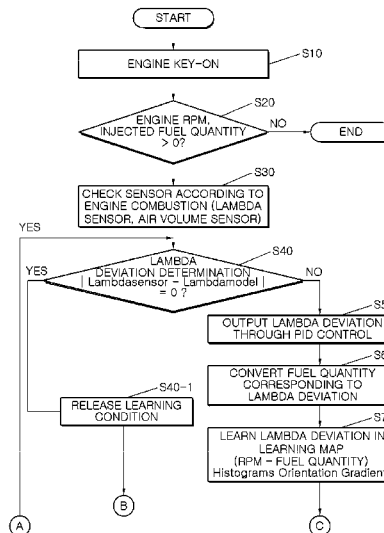 START
S10
ENGINE KEY-ON
S20
ENGINE RPM,
INJECTED FUEL QUANTITY
> 0?
NO
END
S30
CHECK SENSOR ACCORDING TO
ENGINE COMBUSTION (LAMBDA
SENSOR, AIR VOLUME SENSOR)
YES
S40
YES
LAMBDA
DEVIATION DETERMINATION
| Lambdasensor - Lambdamodel |
= 0 ?
NO
S5
OUTPUT LAMBDA DEVIATION
THROUGH PID CONTROL
S6
CONVERT FUEL QUANTITY
CORRESPONDING TO
LAMBDA DEVIATION
S40-1
RELEASE LEARNING
CONDITION
S7
LEARN LAMBDA DEVIATION IN
LEARNING MAP
(RPM - FUEL QUANTITY)
Histograms Orientation Gradient
A
B
C